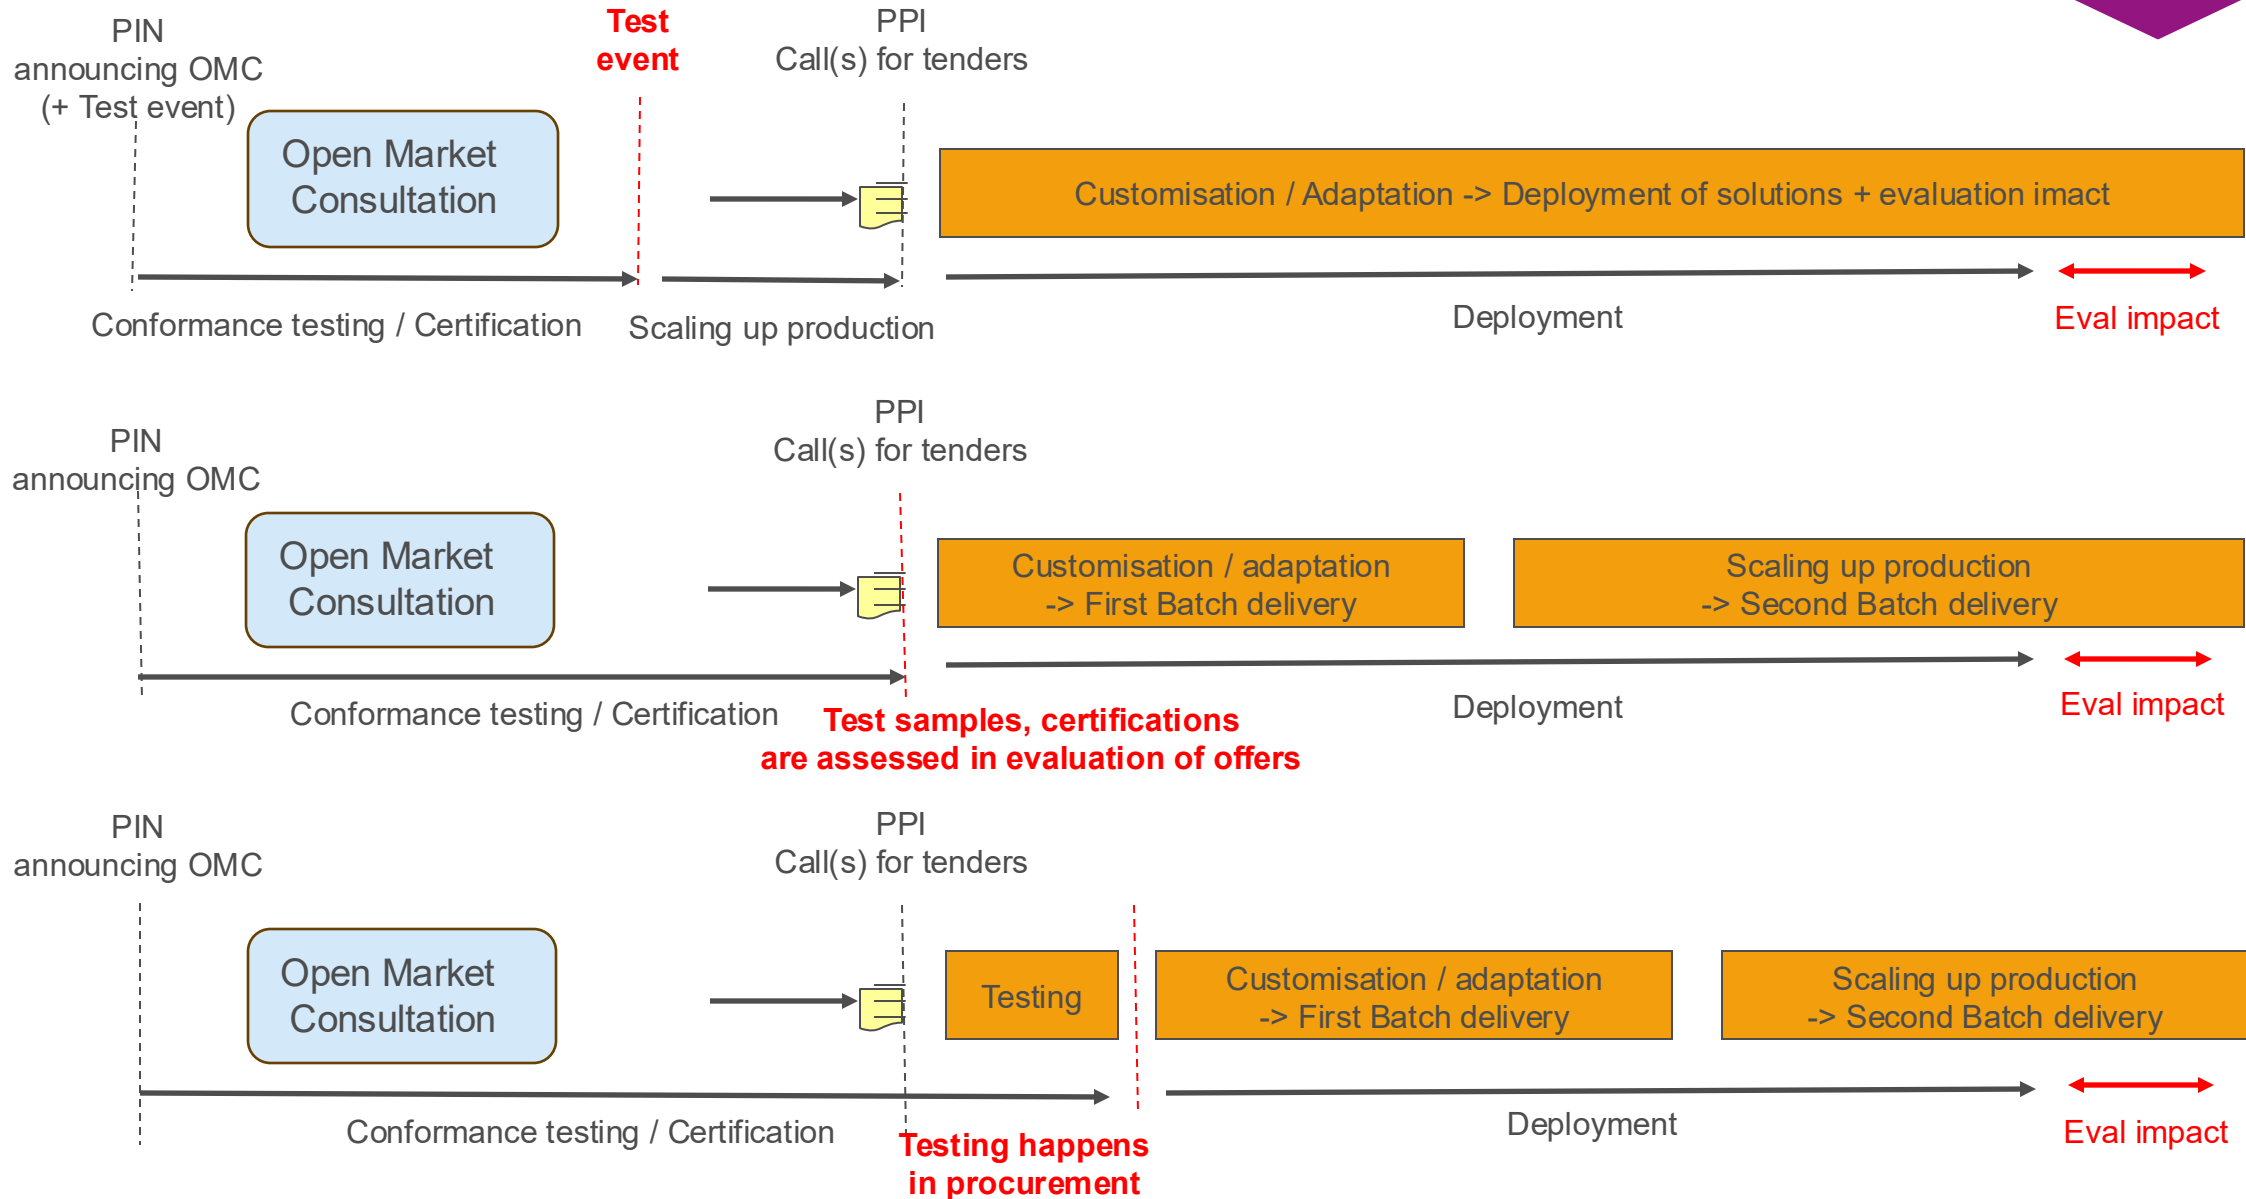 PIN
announcing OMC
(+ Test event)
Test
event
PPI
Call(s) for tenders
Open Market
Consultation
Customisation / Adaptation -> Deployment of solutions + evaluation imact
Conformance testing / Certification
Scaling up production
Deployment
Eval impact
PIN
announcing OMC
PPI
Call(s) for tenders
Open Market
Consultation
Customisation / adaptation
-> First Batch delivery
Scaling up production
-> Second Batch delivery
Conformance testing / Certification
Test samples, certifications
are assessed in evaluation of offers
Deployment
Eval impact
PIN
announcing OMC
PPI
Call(s) for tenders
Open Market
Consultation
Testing
Customisation / adaptation
-> First Batch delivery
Scaling up production
-> Second Batch delivery
Conformance testing / Certification
Testing happens
in procurement
Deployment
Eval impact